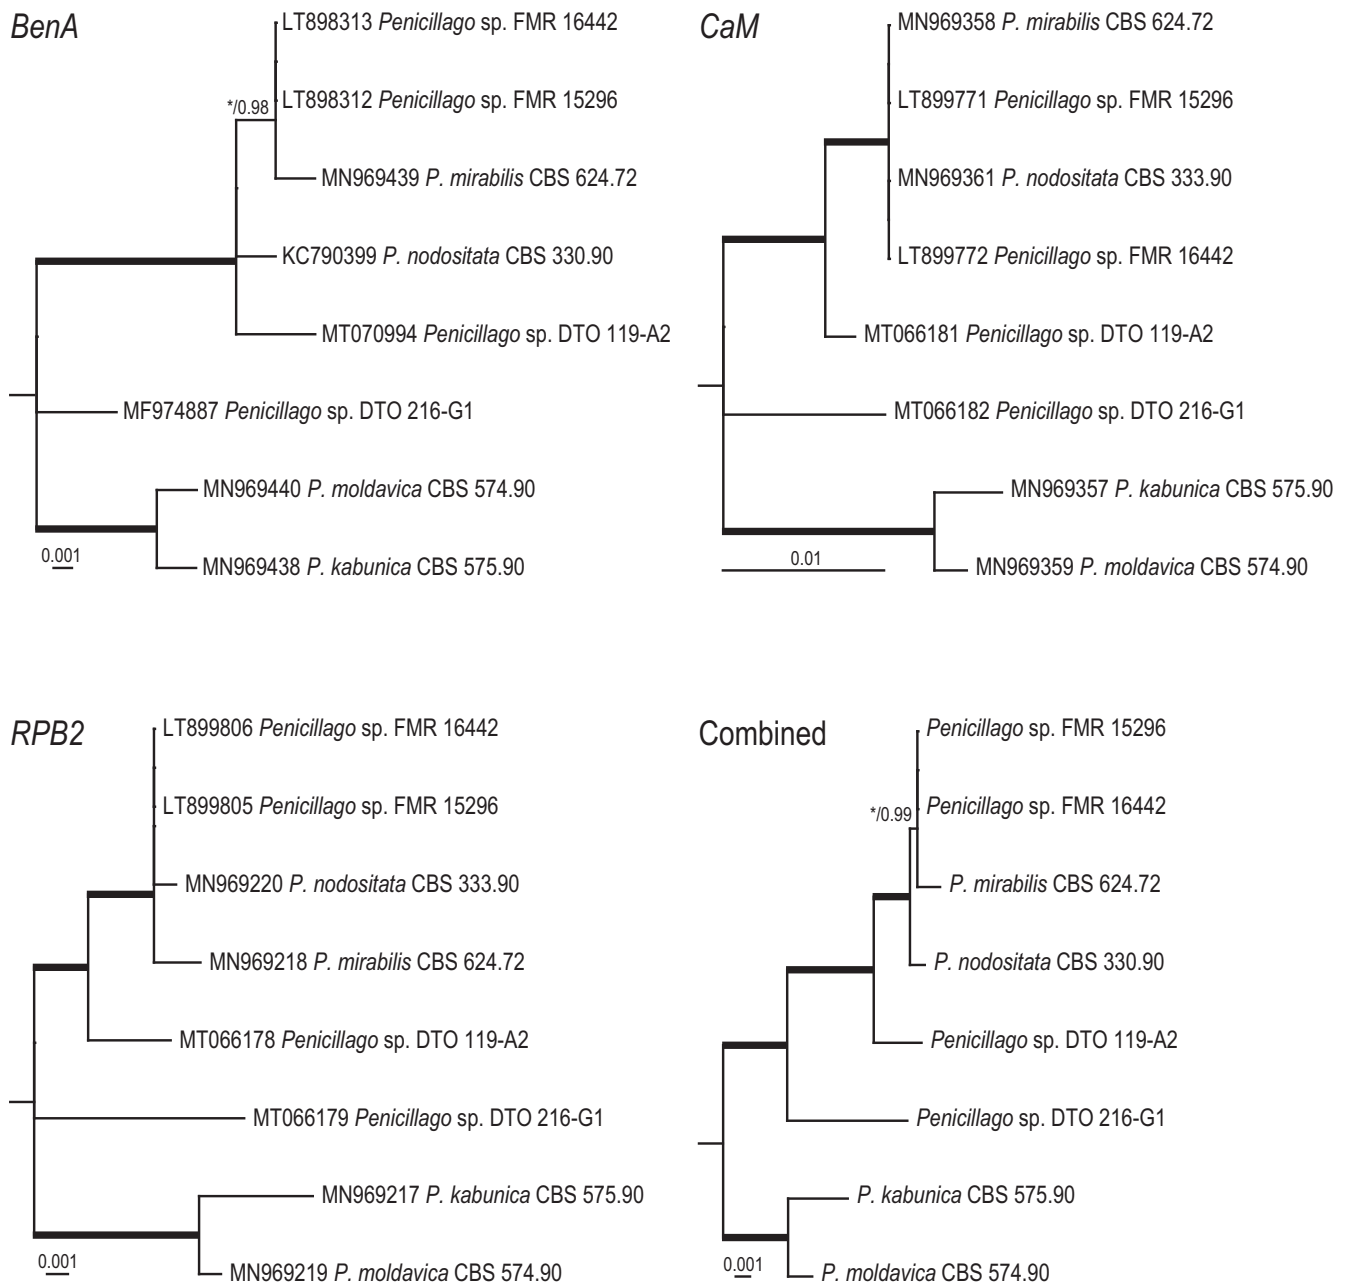 BenA
LT898313 Penicillago sp. FMR 16442
LT898312 Penicillago sp. FMR 15296
*/0.98
MN969439 P. mirabilis CBS 624.72
KC790399 P. nodositata CBS 330.90
MT070994 Penicillago sp. DTO 119-A2
MF974887 Penicillago sp. DTO 216-G1
MN969440 P. moldavica CBS 574.90
MN969438 P. kabunica CBS 575.90
0.001
CaM
MN969358 P. mirabilis CBS 624.72
LT899771 Penicillago sp. FMR 15296
MN969361 P. nodositata CBS 333.90
LT899772 Penicillago sp. FMR 16442
MT066181 Penicillago sp. DTO 119-A2
MT066182 Penicillago sp. DTO 216-G1
MN969357 P. kabunica CBS 575.90
MN969359 P. moldavica CBS 574.90
0.01
RPB2
LT899806 Penicillago sp. FMR 16442
LT899805 Penicillago sp. FMR 15296
MN969220 P. nodositata CBS 333.90
MN969218 P. mirabilis CBS 624.72
MT066178 Penicillago sp. DTO 119-A2
MT066179 Penicillago sp. DTO 216-G1
MN969217 P. kabunica CBS 575.90
MN969219 P. moldavica CBS 574.90
0.001
Combined
Penicillago sp. FMR 15296
Penicillago sp. FMR 16442
*/0.99
P. mirabilis CBS 624.72
P. nodositata CBS 330.90
Penicillago sp. DTO 119-A2
Penicillago sp. DTO 216-G1
P. kabunica CBS 575.90
P. moldavica CBS 574.90
0.001